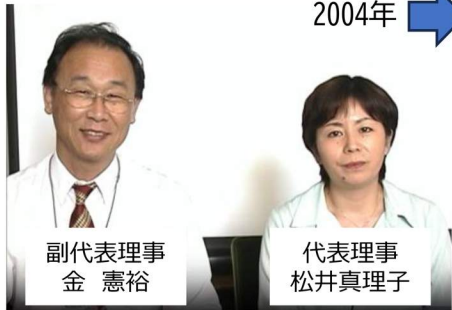 2004年
副代表理事
金 憲裕
代表理事
松井真理子